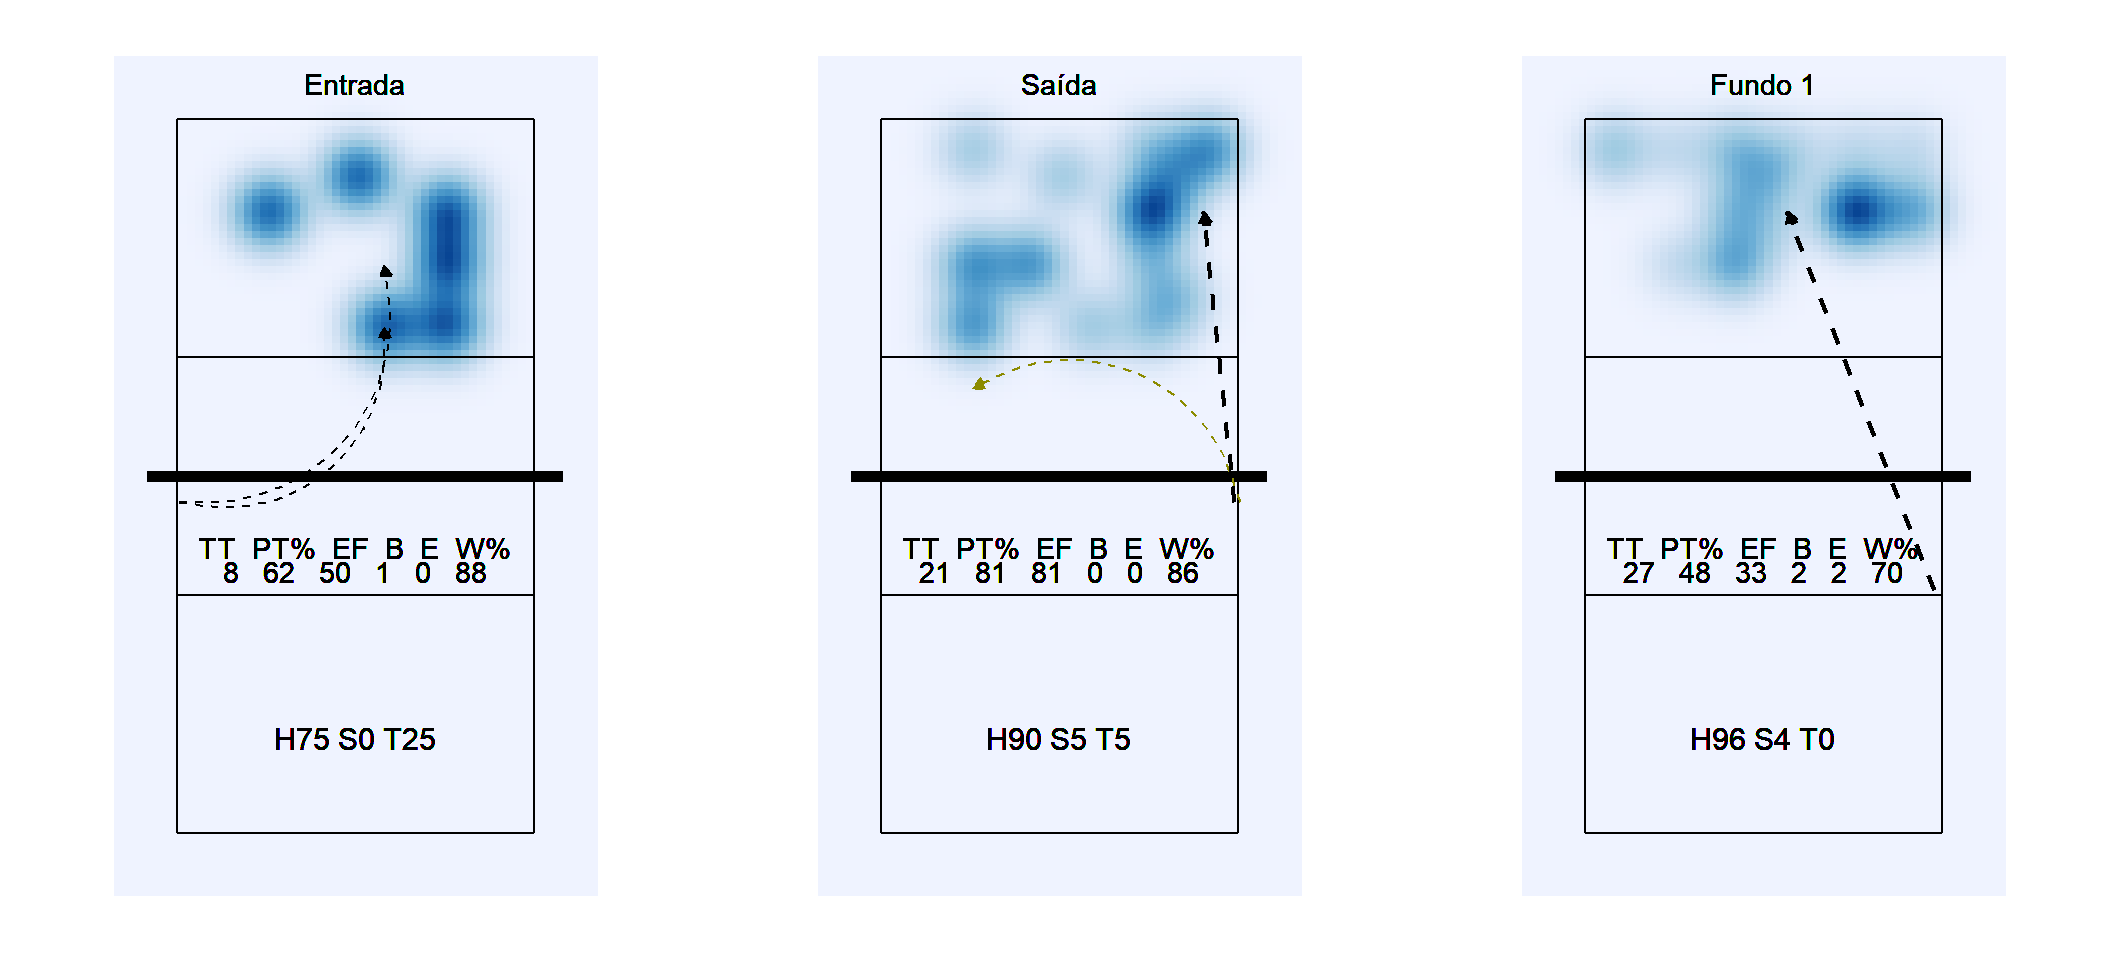 Entrada
TT PT% EF B E W%
8 62 50 1 0 88
H75 S0 T25
Saída
TT PT% EF B E W%
21 81 81 0 0 86
H90 S5 T5
Fundo 1
TT PT% EF B E W%
27 48 33 2 2 70
H96 S4 T0